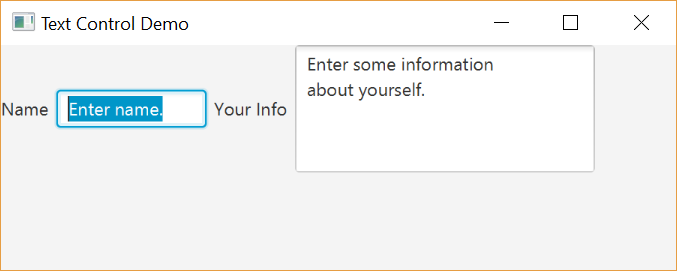 Text Control Demo
Name Enter name. Your Info
Enter some information
about yourself.